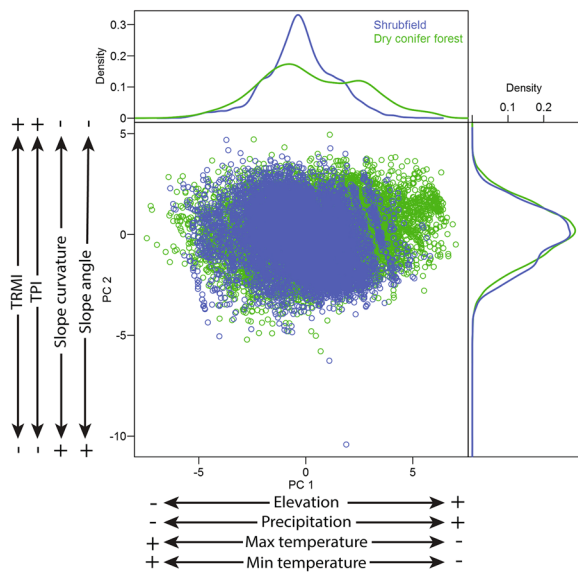 Shrubfield
Dry conifer forest
Density
0.3
0.2
0.1
0
Density
0.1 0.2
+ + - -
TRMI
TPI
Slope curvature
Slope angle
- - + +
PC 2
5
0
-5
-10
-5 0 5
PC 1
- Elevation +
- Precipitation +
+ Max temperature -
+ Min temperature -